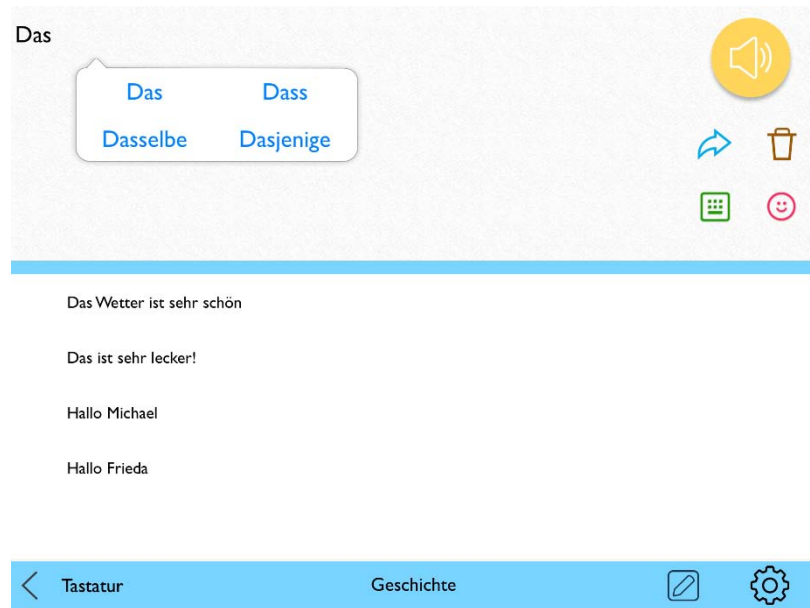 Das
Das Dass
Dasselbe Dasjenige
Das Wetter ist sehr schön
Das ist sehr lecker!
Hallo Michael
Hallo Frieda
Tastatur Geschichte